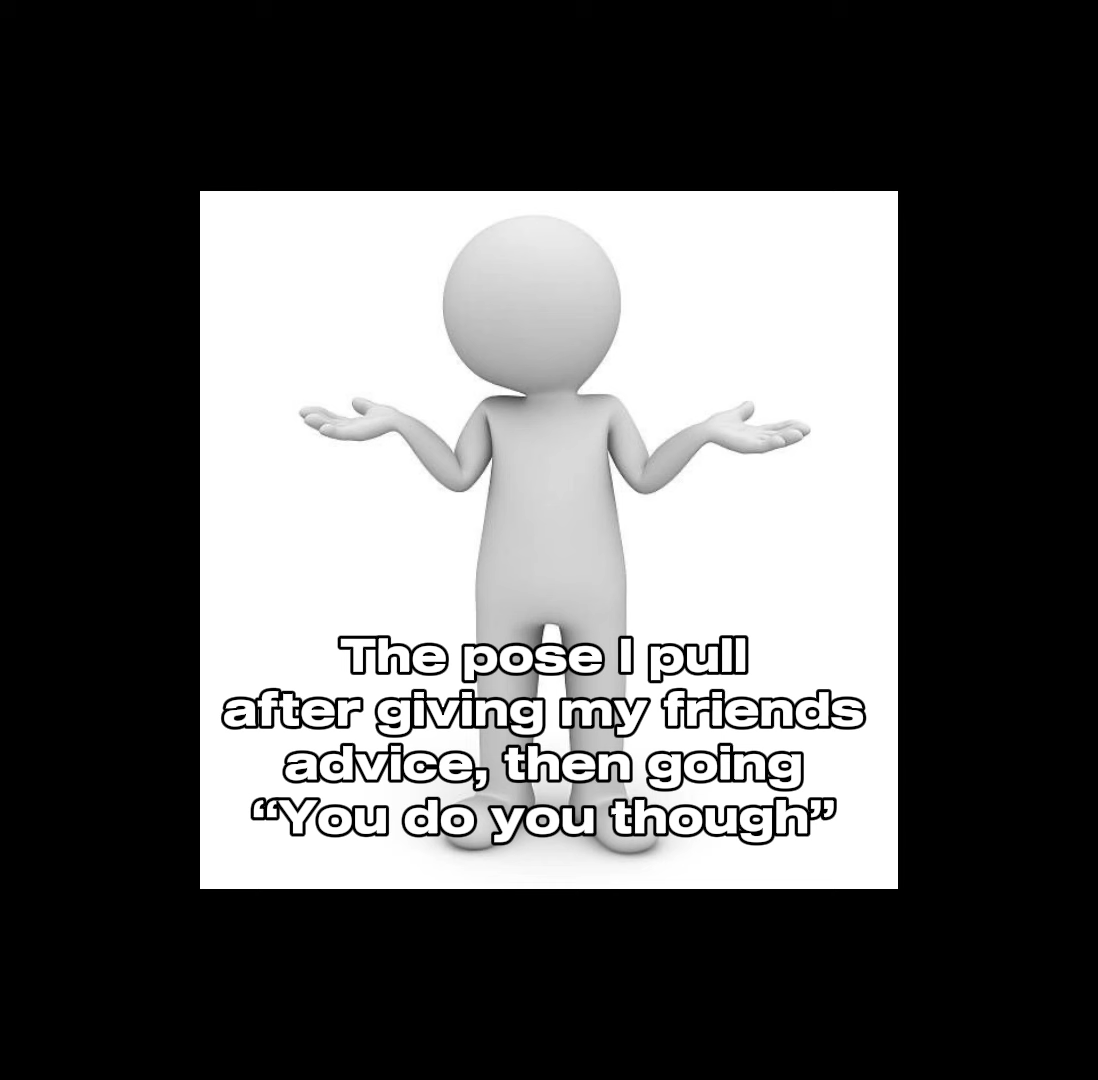 The pose I pull
after giving my friends
advice, then going
“You do you though”